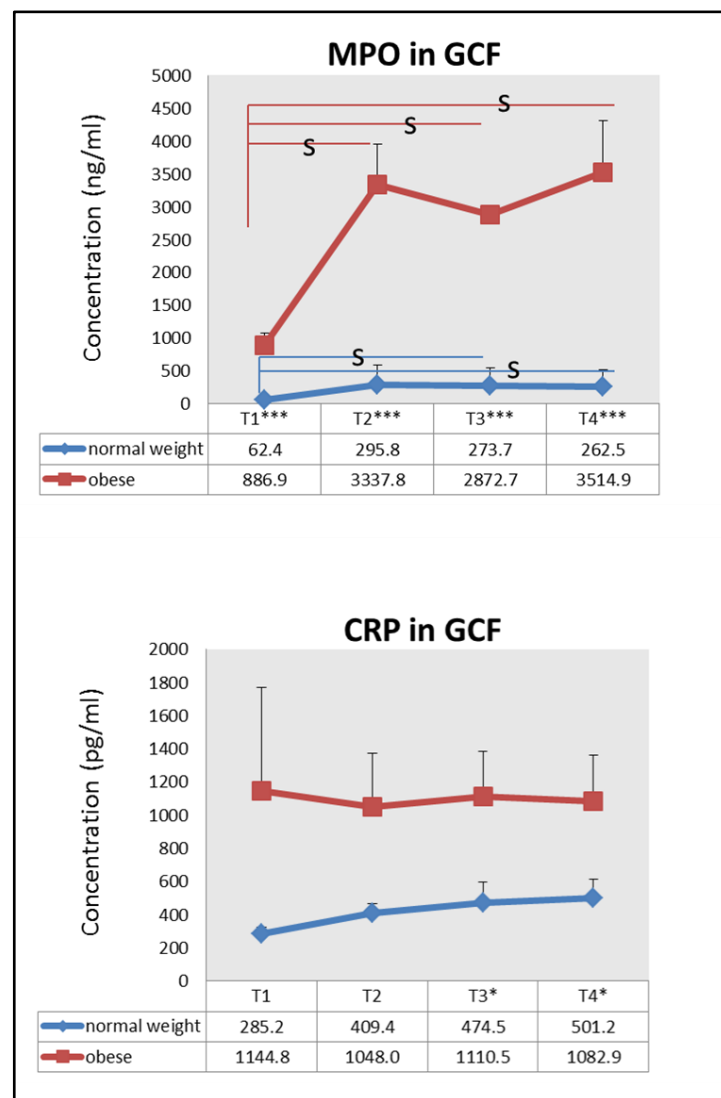 MPO in GCF
Concentration (ng/ml)
5000
4500
4000
3500
3000
2500
2000
1500
1000
500
0
S
S
S
S
S
T1*** T2*** T3*** T4***
normal weight 62.4 295.8 273.7 262.5
obese 886.9 3337.8 2872.7 3514.9
CRP in GCF
Concentration (pg/ml)
2000
1800
1600
1400
1200
1000
800
600
400
200
0
T1 T2 T3* T4*
normal weight 285.2 409.4 474.5 501.2
obese 1144.8 1048.0 1110.5 1082.9